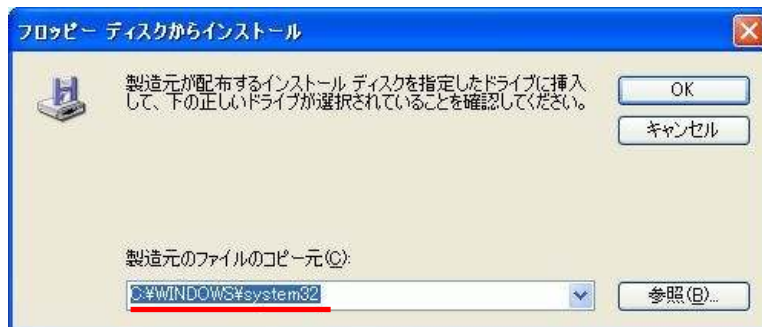 フロッピー ディスクからインストール
製造元が配布するインストール ディスクを指定したドライブに挿入
して、下の正しいドライブが選択されていることを確認してください。
OK
キャンセル
製造元のファイルのコピー元(C):
C:¥WINDOWS¥system32
参照(B)...